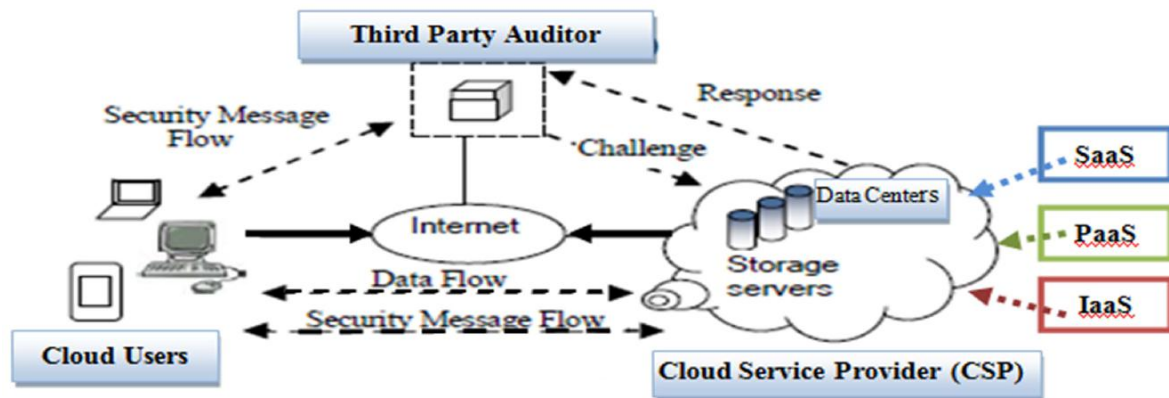 Third Party Auditor
Security Message
Flow
Response
Challenge
SaaS
Data Centers
Internet
PaaS
Storage
servers
Data Flow
IaaS
Security Message Flow
Cloud Users
Cloud Service Provider (CSP)